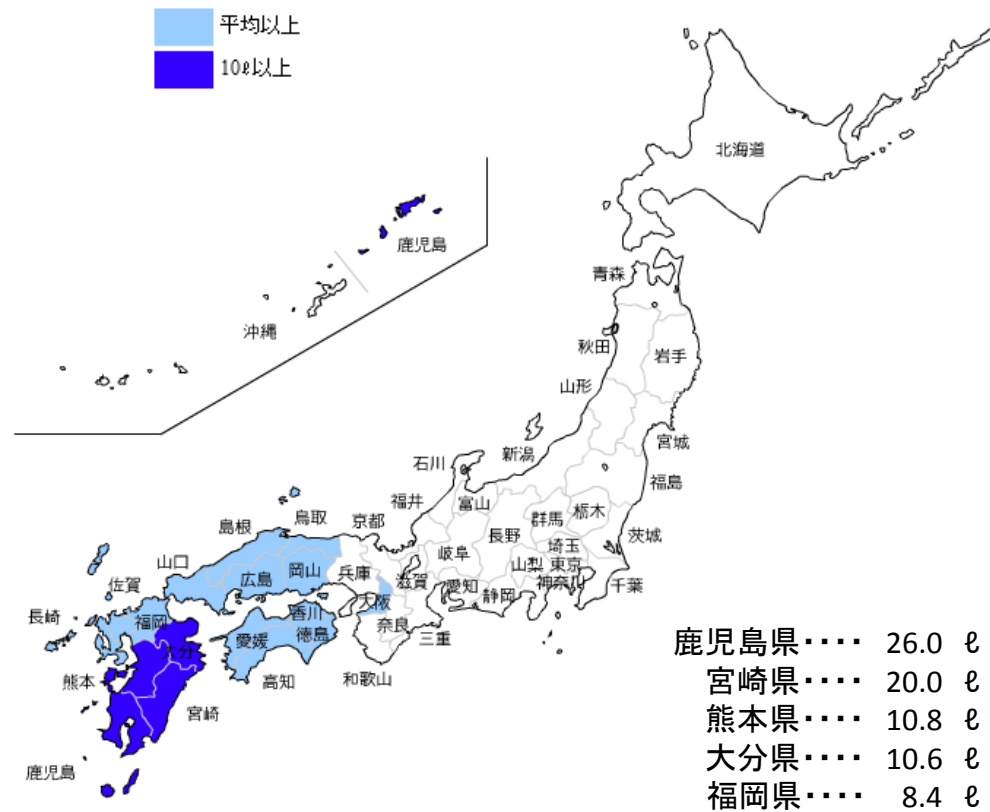 平均以上
10ℓ以上
北海道
鹿児島
沖縄
青森
秋田
岩手
山形
宮城
新潟
石川
福島
福井
富山
群馬
栃木
島根
鳥取
京都
長野
茨城
埼玉
山口
岐阜
広島
岡山
兵庫
滋賀
山梨
東京
佐賀
愛知
静岡
神奈川
千葉
長崎
福岡
香川
大阪
奈良
愛媛
徳島
三重
大分
熊本
高知
和歌山
宮崎
鹿児島
鹿児島県・・・・ 26.0 ℓ
宮崎県・・・・ 20.0 ℓ
熊本県・・・・ 10.8 ℓ
大分県・・・・ 10.6 ℓ
福岡県・・・・ 8.4 ℓ